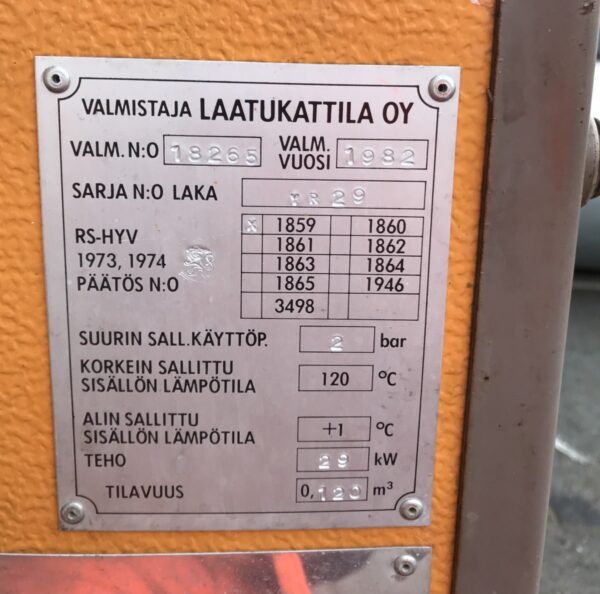 VALMISTAJA LAATUKATTILA OY
VALM. N:O 18265 VALM. VUOSI 1982
SARJA N:O LAKA 29
RS-HYV
1973, 1974
PÄÄTÖS N:O
X 1859 1860
1861 1862
1863 1864
1865 1946
3498
SUURIN SALL. KÄYTTÖP. 2 bar
KORKEIN SALLITTU
SISÄLLÖN LÄMPÖTILA 120 °C
ALIN SALLITTU
SISÄLLÖN LÄMPÖTILA +1 °C
TEHO 29 kW
TILAVUUS 0,120 m³